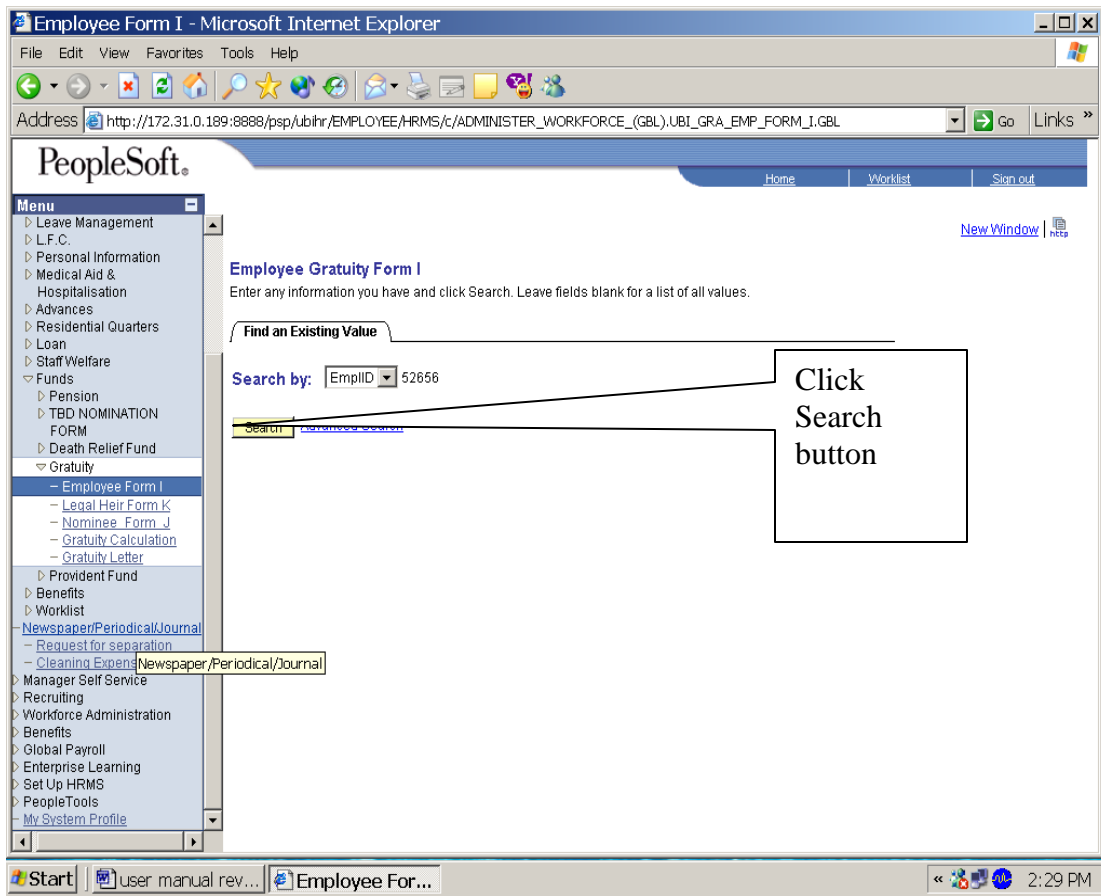 Employee Form I - Microsoft Internet Explorer
File Edit View Favorites Tools Help
Address http://172.31.0.189:8888/psp/ubihr/EMPLOYEE/HRMS/c/ADMINISTER_WORKFORCE_(GBL).UBI_GRA_EMP_FORM_I.GBL Go Links »
PeopleSoft®
Home Worklist Sign out
Menu
Leave Management
L.F.C.
Personal Information
Medical Aid &
Hospitalisation
Advances
Residential Quarters
Loan
Staff Welfare
Funds
Pension
TBD NOMINATION
FORM
Death Relief Fund
Gratuity
– Employee Form I
– Legal Heir Form K
– Nominee Form J
– Gratuity Calculation
– Gratuity Letter
Provident Fund
Benefits
Worklist
– Newspaper/Periodical/Journal
– Request for separation
– Cleaning Expens
Newspaper/Periodical/Journal
Manager Self Service
Recruiting
Workforce Administration
Benefits
Global Payroll
Enterprise Learning
Set Up HRMS
PeopleTools
– My System Profile
New Window | http
Employee Gratuity Form I
Enter any information you have and click Search. Leave fields blank for a list of all values.
Find an Existing Value
Search by: EmplID 52656
Search Advanced Search
Click
Search
button
Start user manual rev... Employee For... « 2:29 PM